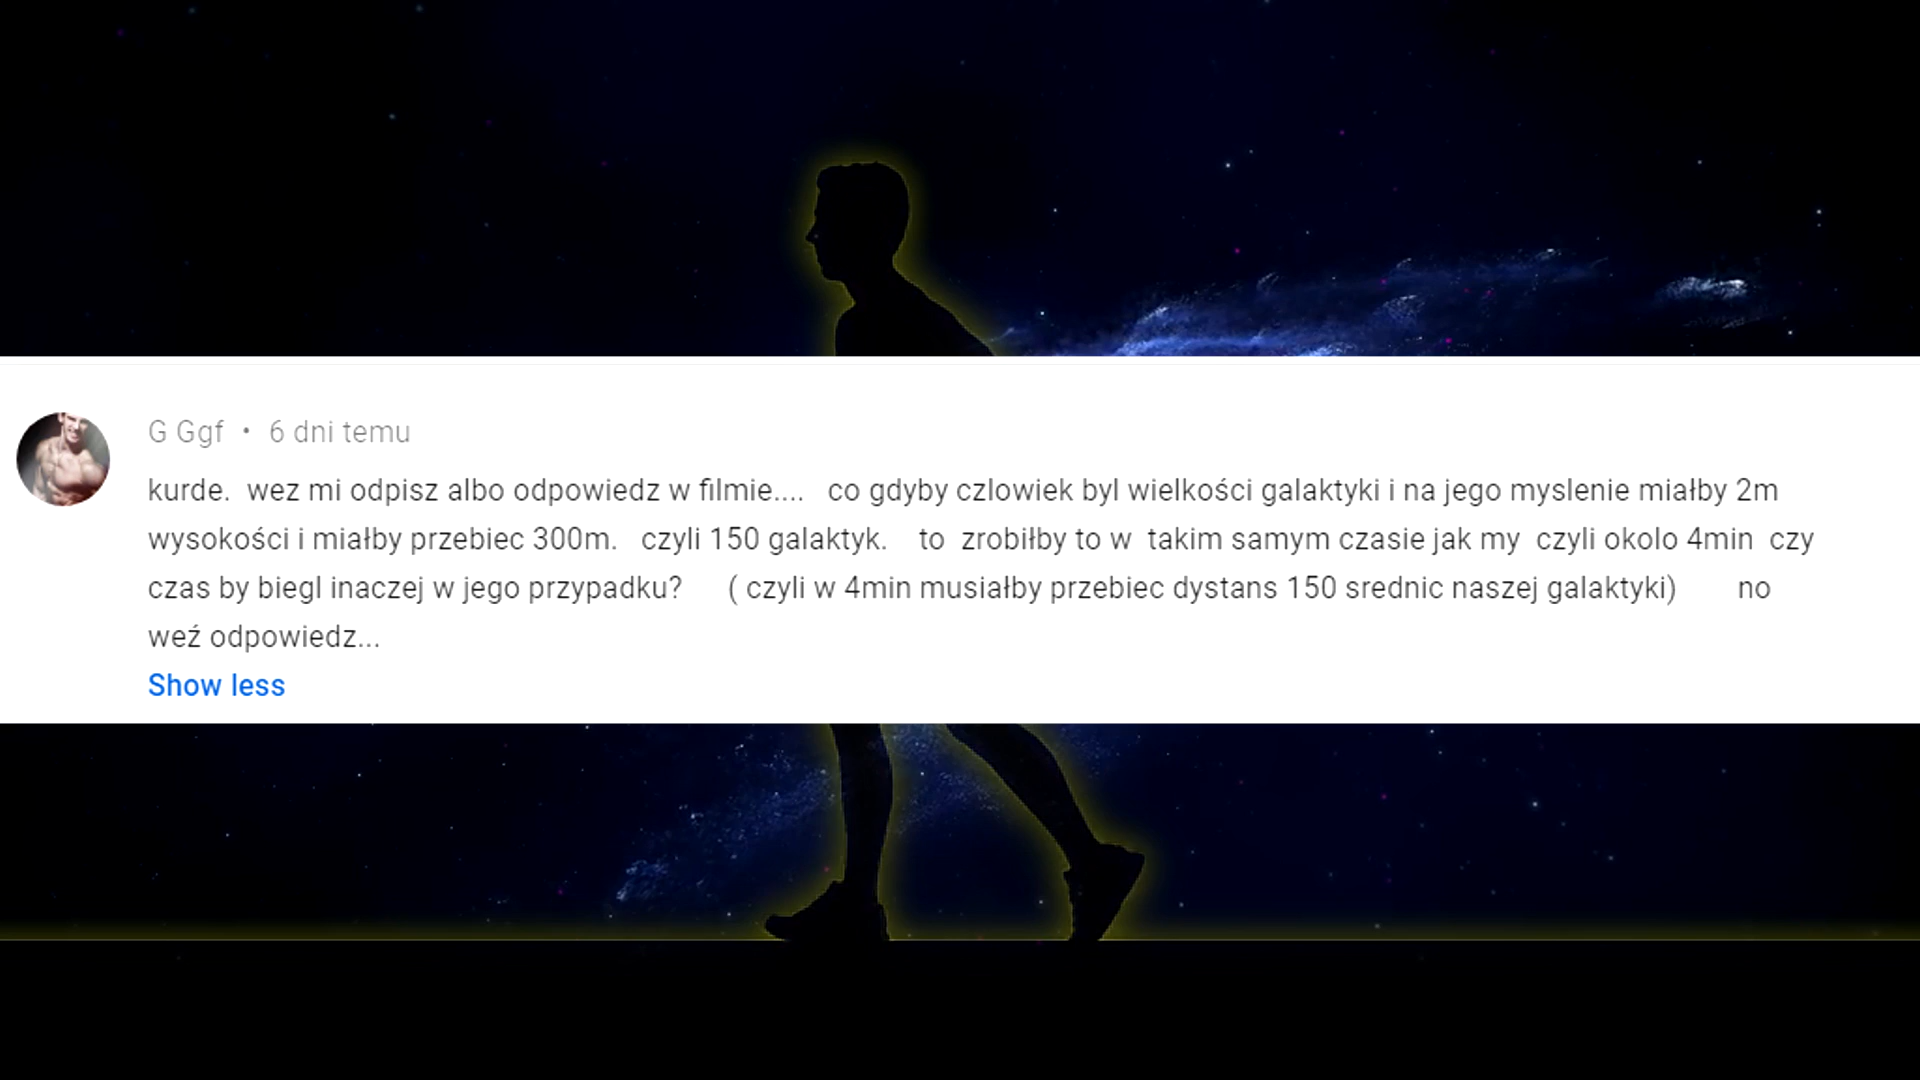 G Ggf • 6 dni temu
kurde. wez mi odpisz albo odpowiedz w filmie.... co gdyby czlowiek byl wielkości galaktyki i na jego myslenie miałby 2m
wysokości i miałby przebiec 300m. czyli 150 galaktyk. to zrobiłby to w takim samym czasie jak my czyli okolo 4min czy
czas by biegl inaczej w jego przypadku? ( czyli w 4min musiałby przebiec dystans 150 srednic naszej galaktyki) no
weź odpowiedz...
Show less